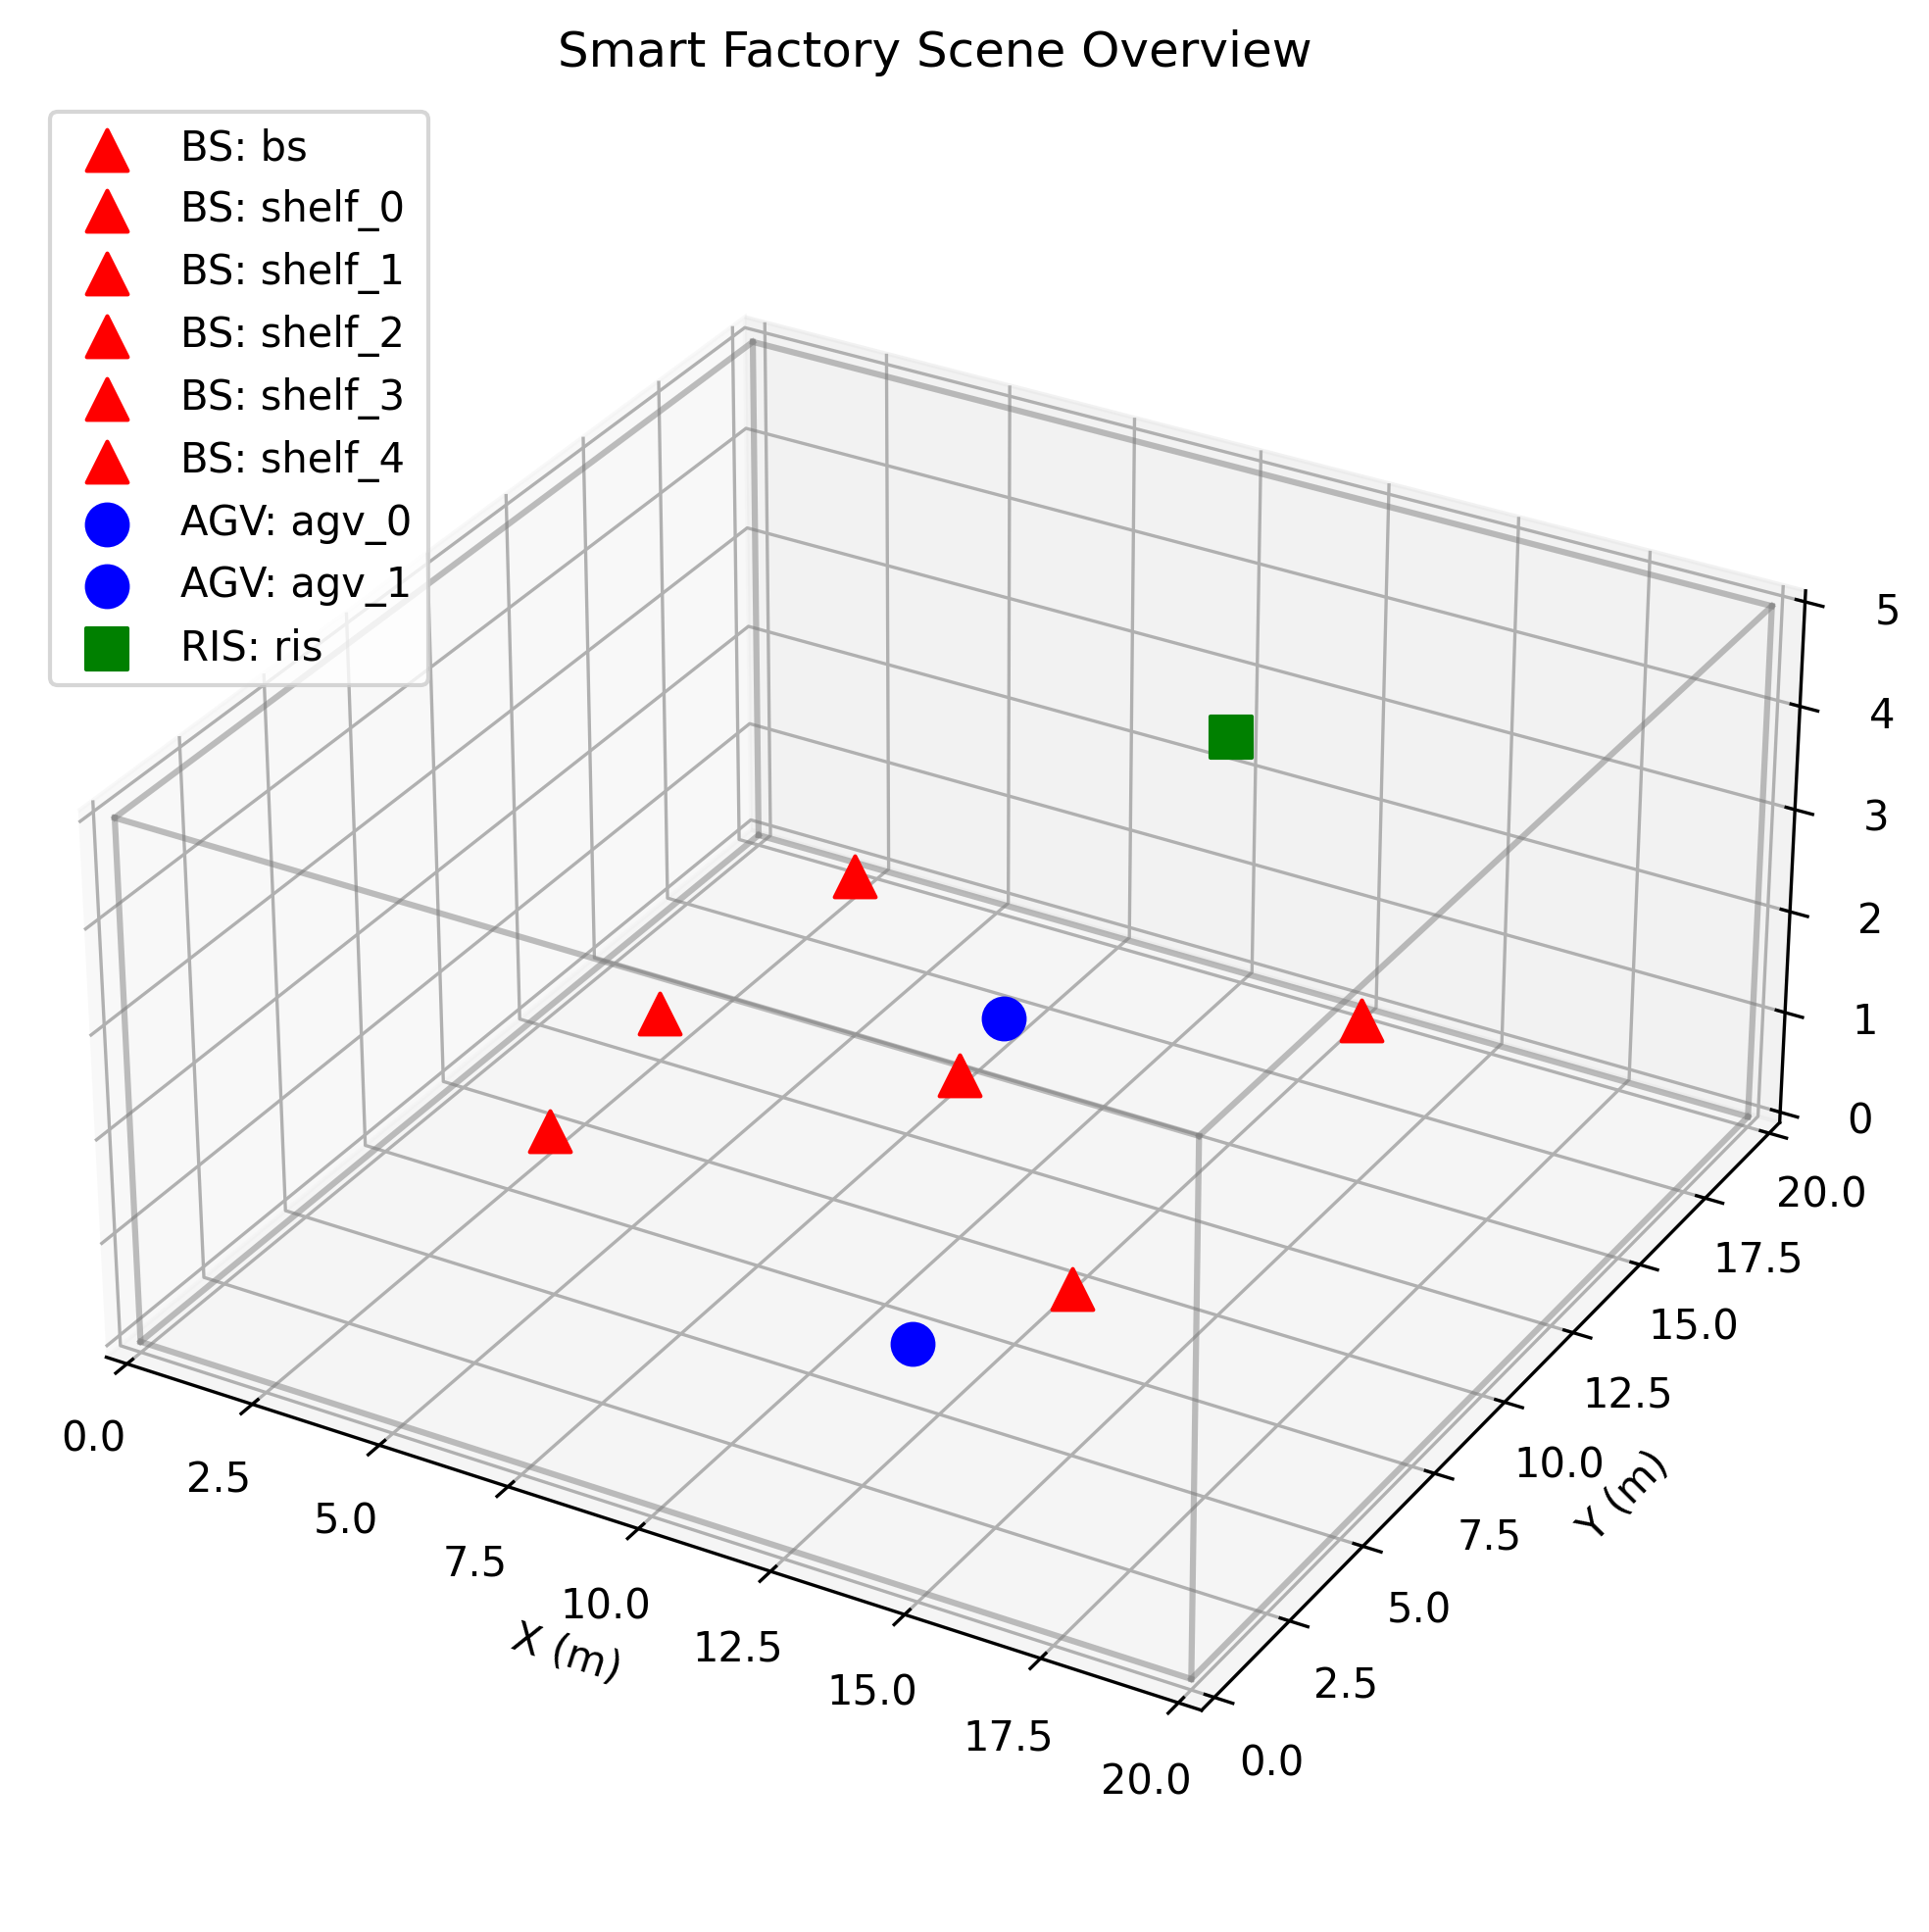 Smart Factory Scene Overview
BS: bs
BS: shelf_0
BS: shelf_1
BS: shelf_2
BS: shelf_3
BS: shelf_4
AGV: agv_0
AGV: agv_1
RIS: ris
5
4
3
2
1
0
20.0
17.5
15.0
12.5
10.0
7.5
5.0
2.5
0.0
Y (m)
0.0
2.5
5.0
7.5
10.0
12.5
15.0
17.5
20.0
X (m)